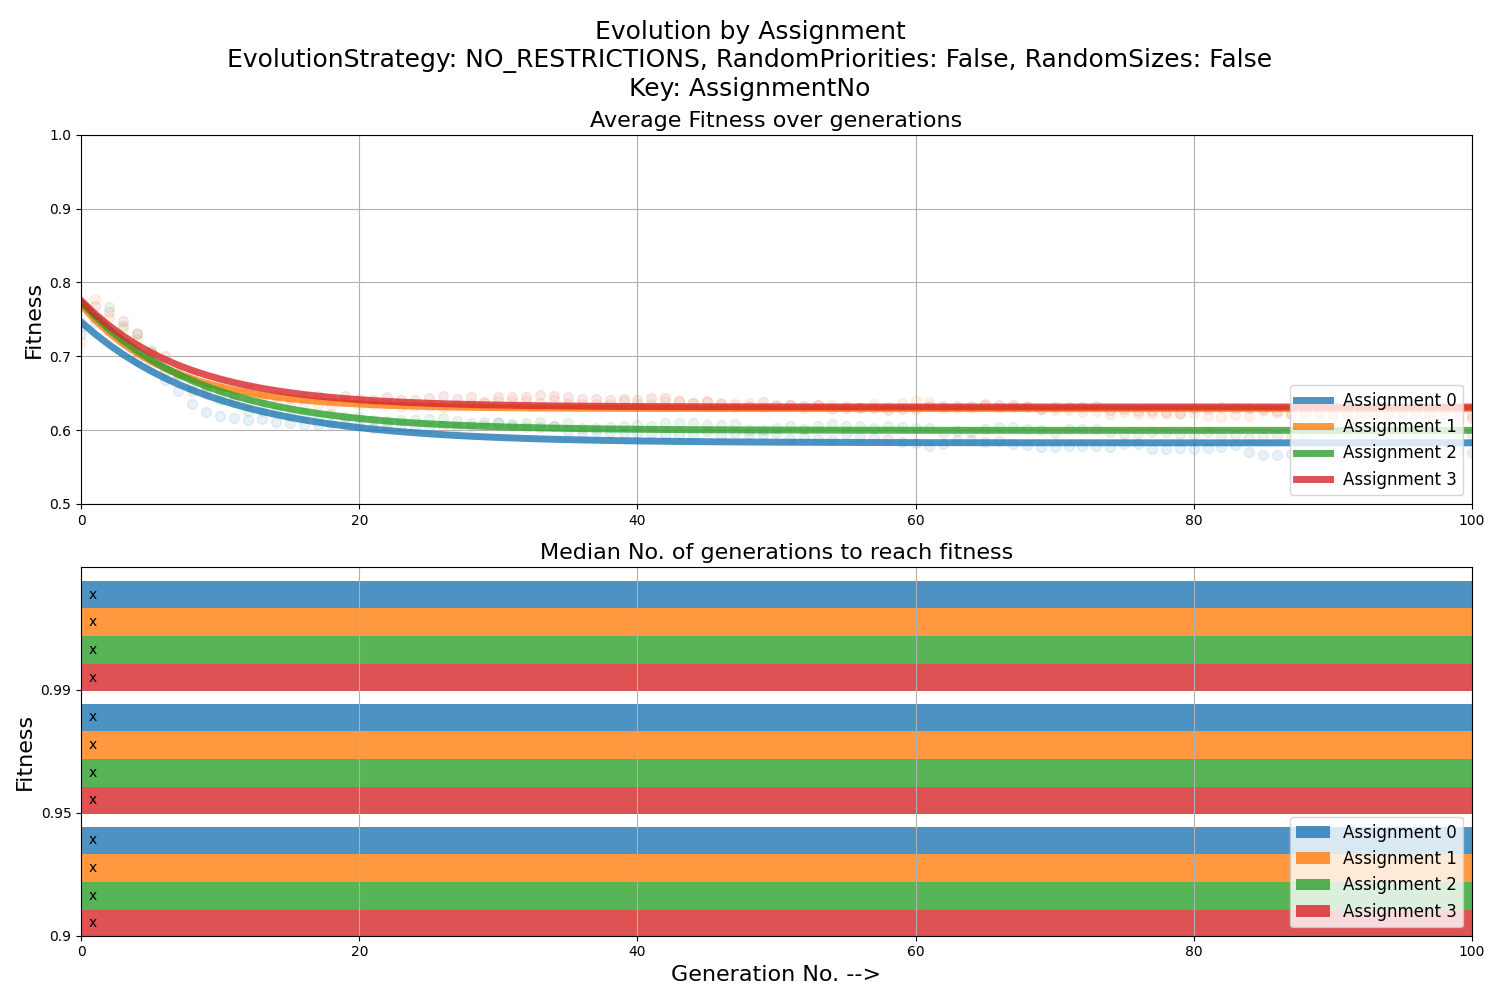 Evolution by Assignment
EvolutionStrategy: NO_RESTRICTIONS, RandomPriorities: False, RandomSizes: False
Key: AssignmentNo
Average Fitness over generations
Fitness
1.0
0.9
0.8
0.7
0.6
0.5
0 20 40 60 80 100
Assignment 0
Assignment 1
Assignment 2
Assignment 3
Median No. of generations to reach fitness
Fitness
x
x
x
x
0.99
x
x
x
x
0.95
x
x
x
x
0.9
Assignment 0
Assignment 1
Assignment 2
Assignment 3
0 20 40 60 80 100
Generation No. -->